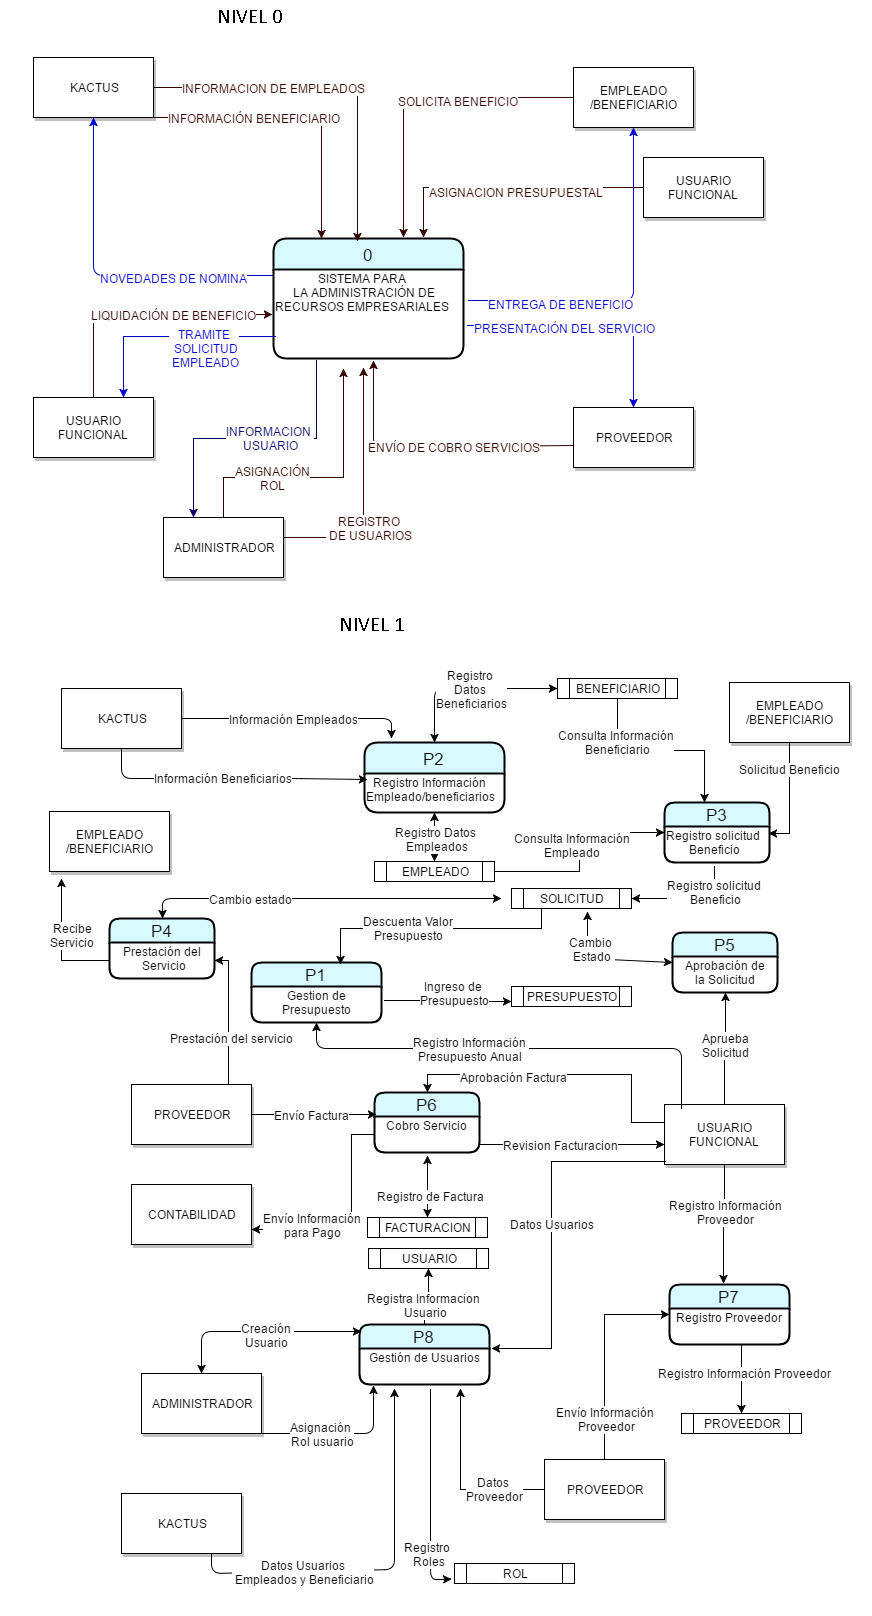 NIVEL 0
KACTUS
INFORMACION DE EMPLEADOS
INFORMACIÓN BENEFICIARIO
SOLICITA BENEFICIO
EMPLEADO
/BENEFICIARIO
ASIGNACION PRESUPUESTAL
USUARIO
FUNCIONAL
0
SISTEMA PARA
LA ADMINISTRACIÓN DE
RECURSOS EMPRESARIALES
NOVEDADES DE NOMINA
LIQUIDACIÓN DE BENEFICIO
TRAMITE
SOLICITUD
EMPLEADO
ENTREGA DE BENEFICIO
PRESENTACIÓN DEL SERVICIO
USUARIO
FUNCIONAL
INFORMACION
USUARIO
ENVÍO DE COBRO SERVICIOS
PROVEEDOR
ASIGNACIÓN
ROL
REGISTRO
DE USUARIOS
ADMINISTRADOR
NIVEL 1
KACTUS
Información Empleados
Información Beneficiarios
Registro
Datos
Beneficiarios
BENEFICIARIO
Consulta Información
Beneficiario
EMPLEADO
/BENEFICIARIO
Solicitud Beneficio
P2
Registro Información
Empleado/beneficiarios
P3
Registro solicitud
Beneficio
Registro Datos
Empleados
Consulta Información
Empleado
EMPLEADO
/BENEFICIARIO
EMPLEADO
Registro solicitud
Beneficio
SOLICITUD
Cambio estado
Recibe
Servicio
P4
Prestación del
Servicio
Descuenta Valor
Presupuesto
Cambio
Estado
P5
Aprobación de
la Solicitud
P1
Gestion de
Presupuesto
Ingreso de
Presupuesto
PRESUPUESTO
Prestación del servicio
Registro Información
Presupuesto Anual
Aprueba
Solicitud
Aprobación Factura
PROVEEDOR
Envío Factura
P6
Cobro Servicio
Revision Facturacion
USUARIO
FUNCIONAL
CONTABILIDAD
Envío Información
para Pago
Registro de Factura
FACTURACION
Datos Usuarios
Registro Información
Proveedor
USUARIO
Registra Informacion
Usuario
P7
Registro Proveedor
Creación
Usuario
P8
Gestión de Usuarios
Registro Información Proveedor
ADMINISTRADOR
Asignación
Rol usuario
Envío Información
Proveedor
PROVEEDOR
Datos
Proveedor
PROVEEDOR
KACTUS
Datos Usuarios
Empleados y Beneficiario
Registro
Roles
ROL